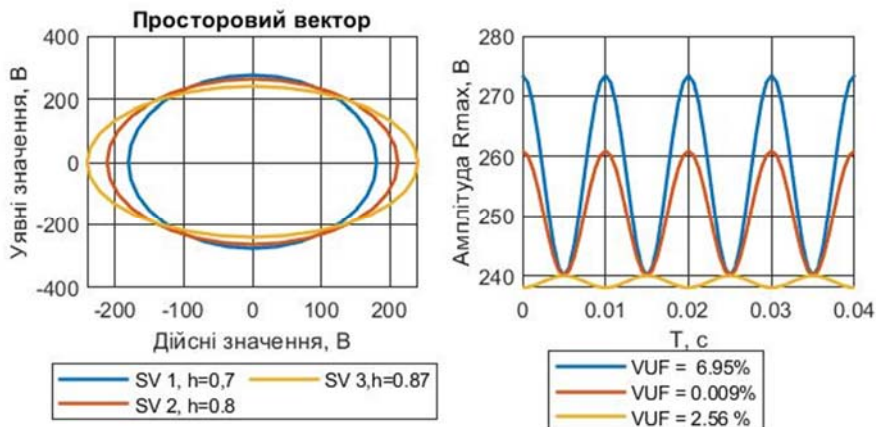 Просторовий вектор
Уявні значення, В
400
200
0
-200
-400
-200
-100
0
100
200
Дійсні значення, В
SV 1, h=0,7
SV 3,h=0.87
SV 2, h=0.8
Амплітуда Rmax, В
280
270
260
250
240
0
0.01
0.02
0.03
0.04
T, с
VUF = 6.95%
VUF = 0.009%
VUF = 2.56 %